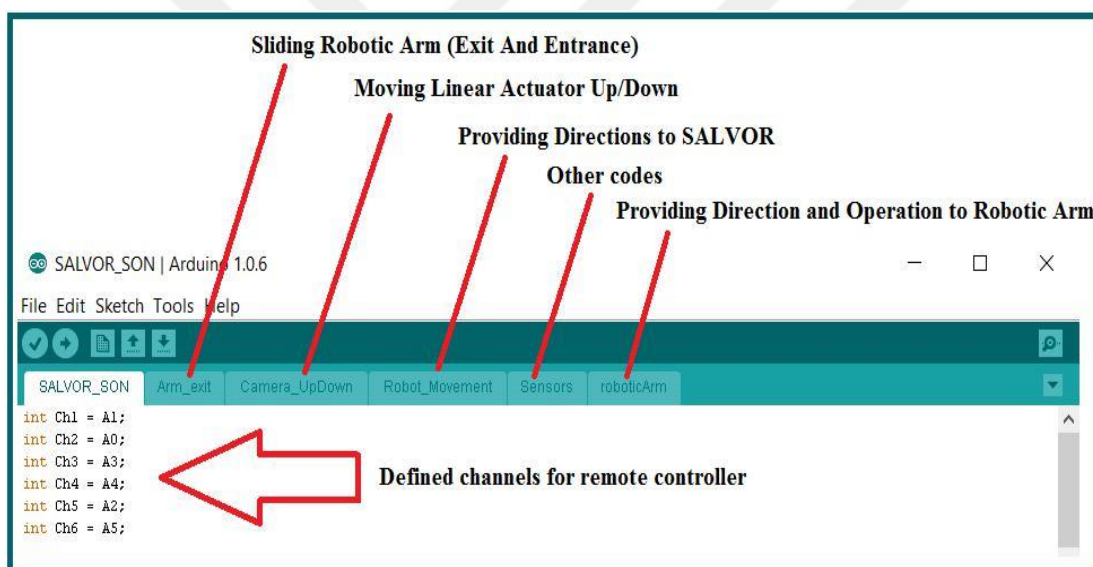 Sliding Robotic Arm (Exit And Entrance)
Moving Linear Actuator Up/Down
Providing Directions to SALVOR
Other codes
Providing Direction and Operation to Robotic Arm
SALVOR_SON | Arduino 1.0.6
File Edit Sketch Tools Help
SALVOR_SON Arm_exit Camera_UpDown Robot_Movement Sensors roboticArm
int Ch1 = A1;
int Ch2 = A0;
int Ch3 = A3;
int Ch4 = A4;
int Ch5 = A2;
int Ch6 = A5;
Defined channels for remote controller